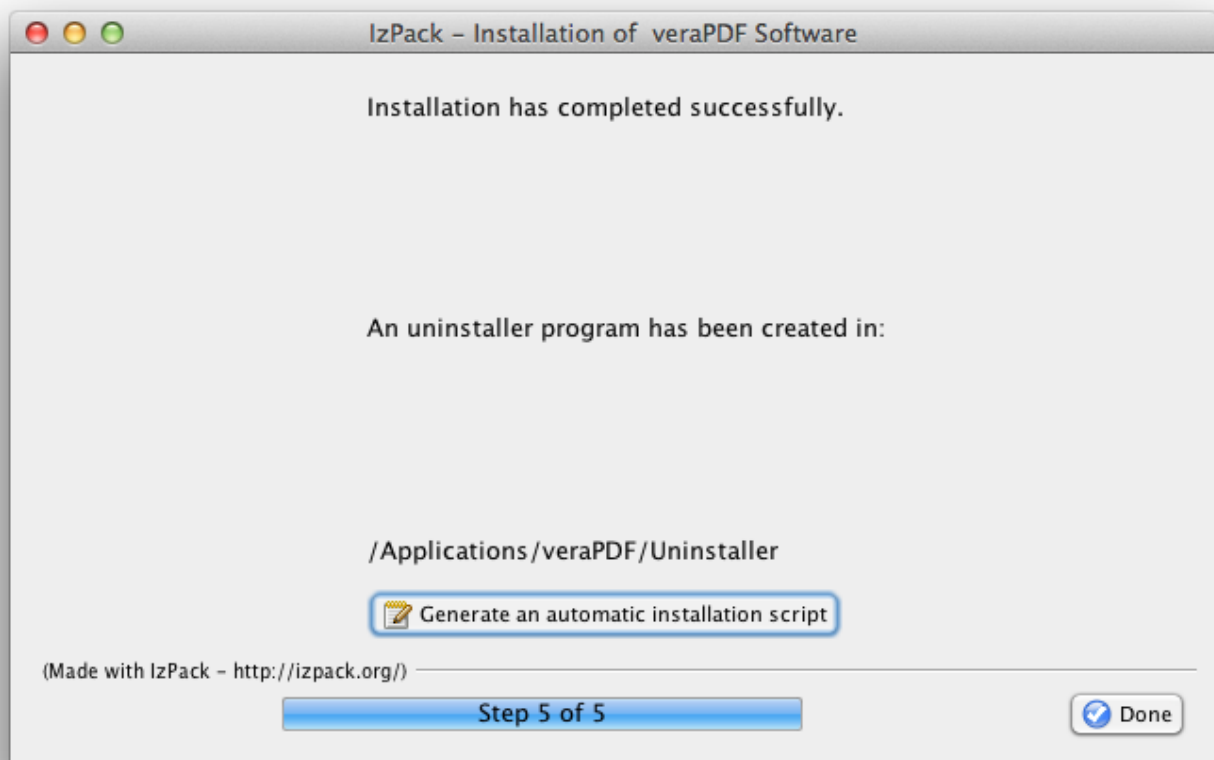 IzPack – Installation of  veraPDF Software
Installation has completed successfully.
An uninstaller program has been created in:
/Applications/veraPDF/Uninstaller
Generate an automatic installation script
(Made with IzPack – http://izpack.org/)
Step 5 of 5
Done